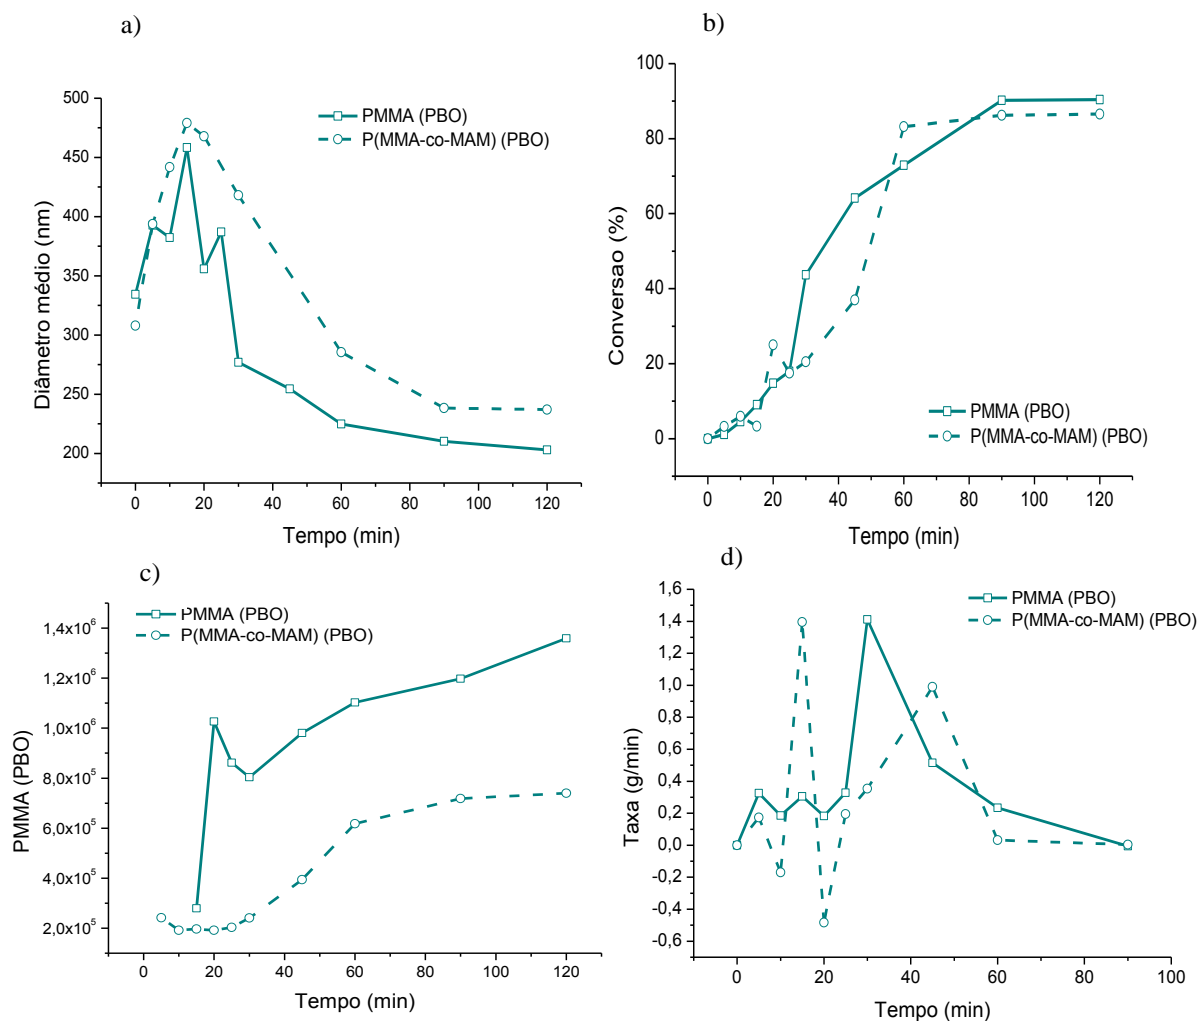 a)
500
450
400
350
300
250
200
Diâmetro médio (nm)
PMMA (PBO)
P(MMA-co-MAM) (PBO)
0 20 40 60 80 100 120
Tempo (min)
b)
100
80
60
40
20
0
Conversao (%)
PMMA (PBO)
P(MMA-co-MAM) (PBO)
0 20 40 60 80 100 120
Tempo (min)
c)
PMMA (PBO)
P(MMA-co-MAM) (PBO)
1,4x10⁶
1,2x10⁶
1,0x10⁶
8,0x10⁵
6,0x10⁵
4,0x10⁵
2,0x10⁵
PMMA (PBO)
0 20 40 60 80 100 120
Tempo (min)
d)
1,6
1,4
1,2
1,0
0,8
0,6
0,4
0,2
0,0
-0,2
-0,4
-0,6
Taxa (g/min)
PMMA (PBO)
P(MMA-co-MAM) (PBO)
0 20 40 60 80 100
Tempo (min)